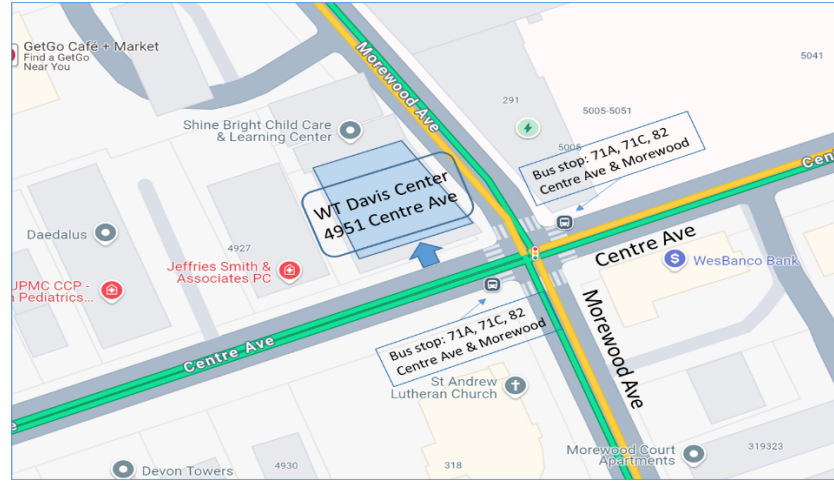 GetGo Café + Market
Find a GetGo
Near You
Morewood Ave
5041
291
5005-5051
5005
Shine Bright Child Care
& Learning Center
Bus stop: 71A, 71C, 82
Centre Ave & Morewood
WT Davis Center
4951 Centre Ave
Cen
Daedalus
4927
Jeffries Smith &
Associates PC
JPMC CCP -
Pediatrics...
Centre Ave
WesBanco Bank
Morewood Ave
Bus stop: 71A, 71C, 82
Centre Ave & Morewood
Centre Ave
St Andrew
Lutheran Church
Morewood Court
Apartments
319323
Devon Towers
4930
318